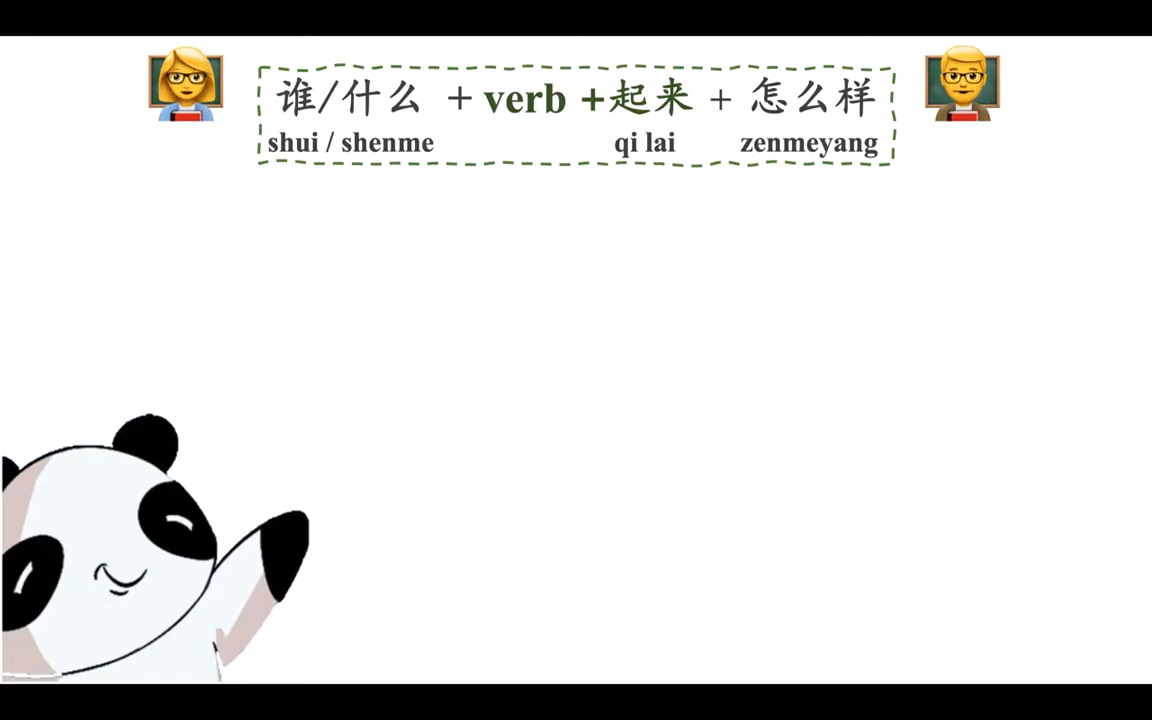 谁/什么 + verb +起来 + 怎么样
shui / shenme qi lai zenmeyang